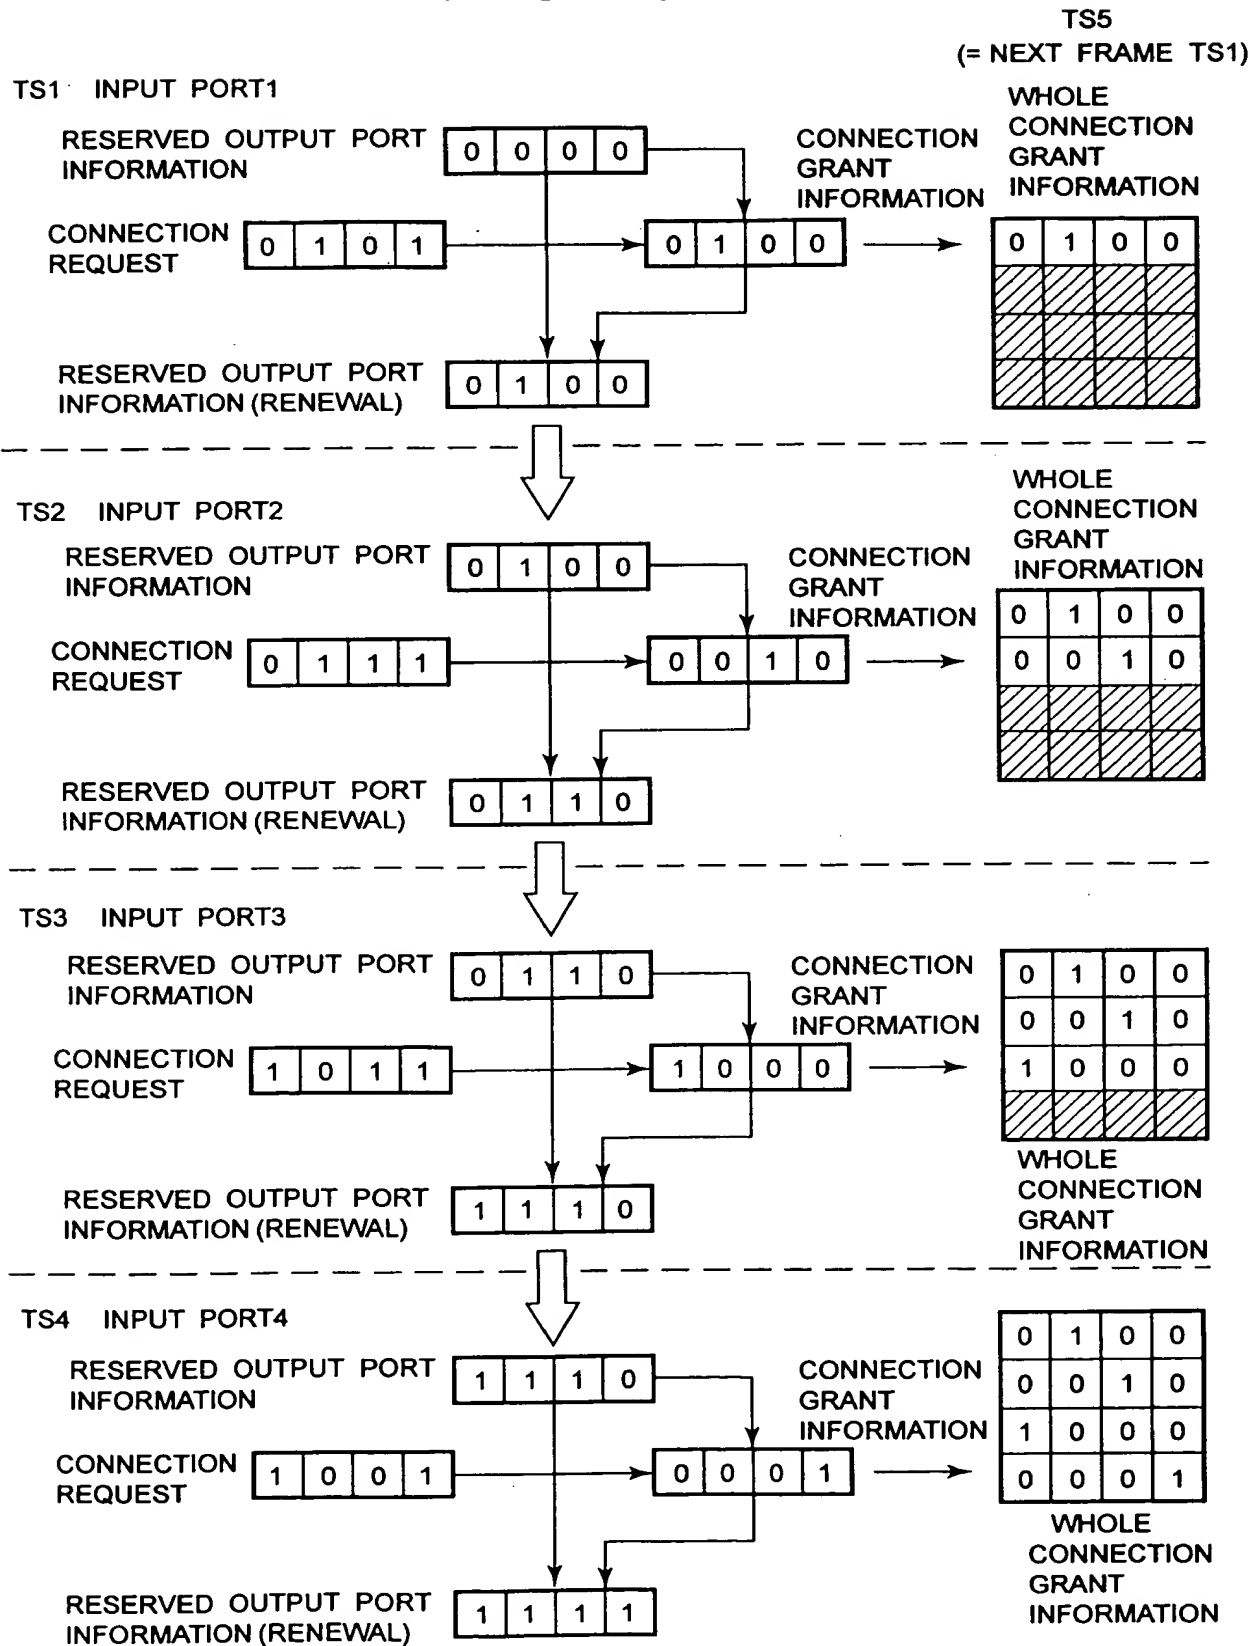 TS5
(= NEXT FRAME TS1)
TS1 INPUT PORT1
WHOLE
CONNECTION
GRANT
INFORMATION
RESERVED OUTPUT PORT
INFORMATION
0 0 0 0
CONNECTION
GRANT
INFORMATION
CONNECTION
REQUEST
0 1 0 1
0 1 0 0
0 1 0 0
RESERVED OUTPUT PORT
INFORMATION (RENEWAL)
0 1 0 0
TS2 INPUT PORT2
WHOLE
CONNECTION
GRANT
INFORMATION
RESERVED OUTPUT PORT
INFORMATION
0 1 0 0
CONNECTION
GRANT
INFORMATION
0 1 0 0
CONNECTION
REQUEST
0 1 1 1
0 0 1 0
0 0 1 0
RESERVED OUTPUT PORT
INFORMATION (RENEWAL)
0 1 1 0
TS3 INPUT PORT3
RESERVED OUTPUT PORT
INFORMATION
0 1 1 0
CONNECTION
GRANT
INFORMATION
0 1 0 0
0 0 1 0
CONNECTION
REQUEST
1 0 1 1
1 0 0 0
1 0 0 0
WHOLE
CONNECTION
GRANT
INFORMATION
RESERVED OUTPUT PORT
INFORMATION (RENEWAL)
1 1 1 0
TS4 INPUT PORT4
RESERVED OUTPUT PORT
INFORMATION
1 1 1 0
CONNECTION
GRANT
INFORMATION
0 1 0 0
0 0 1 0
1 0 0 0
CONNECTION
REQUEST
1 0 0 1
0 0 0 1
0 0 0 1
WHOLE
CONNECTION
GRANT
INFORMATION
RESERVED OUTPUT PORT
INFORMATION (RENEWAL)
1 1 1 1